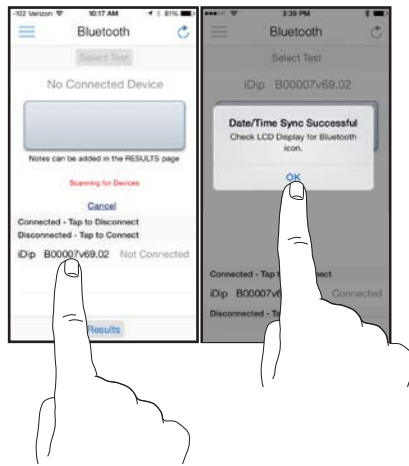 -102 Verizon 10:17 AM 81%
Bluetooth
Select Test
No Connected Device
Notes can be added in the RESULTS page
Scanning for Devices
Cancel
Connected - Tap to Disconnect
Disconnected - Tap to Connect
iDip B00007v69.02 Not Connected
Results
3:39 PM
Bluetooth
Select Test
iDip B00007v69.02
Date/Time Sync Successful
Check LCD Display for Bluetooth
icon.
OK
Connected - Tap
iDip Connected
Disconnected